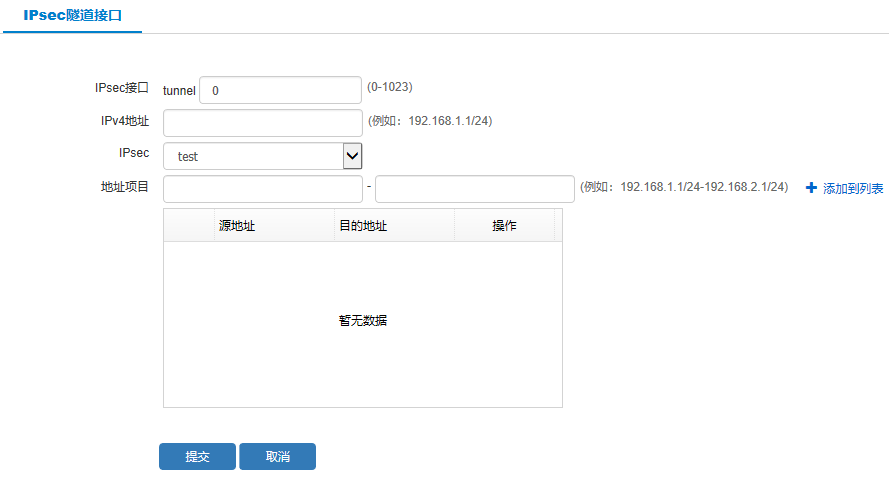 IPsec隧道接口
IPsec接口 tunnel 0 (0-1023)
IPv4地址 (例如：192.168.1.1/24)
IPsec test
地址项目 - (例如：192.168.1.1/24-192.168.2.1/24) 添加到列表
源地址 目的地址 操作
暂无数据
提交 取消